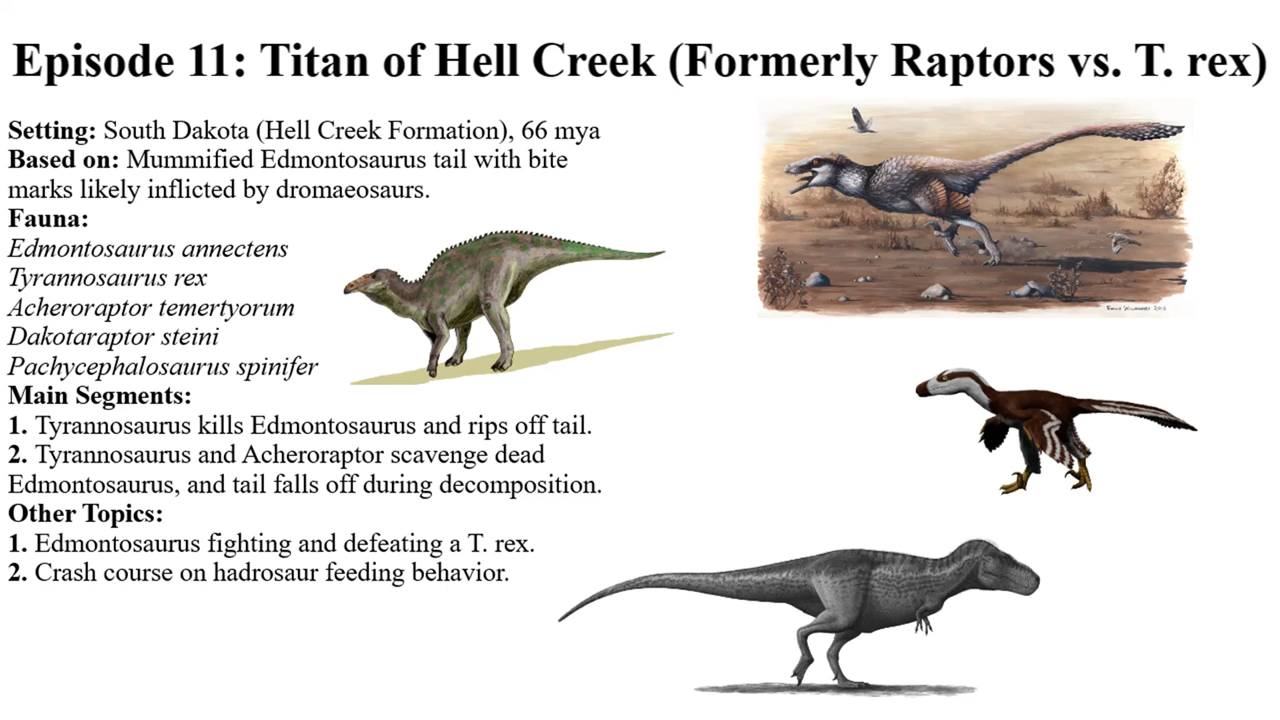 Episode 11: Titan of Hell Creek (Formerly Raptors vs. T. rex)
Setting: South Dakota (Hell Creek Formation), 66 mya
Based on: Mummified Edmontosaurus tail with bite
marks likely inflicted by dromaeosaurs.
Fauna:
Edmontosaurus annectens
Tyrannosaurus rex
Acheroraptor temertyorum
Dakotaraptor steini
Pachycephalosaurus spinifer
Main Segments:
1. Tyrannosaurus kills Edmontosaurus and rips off tail.
2. Tyrannosaurus and Acheroraptor scavenge dead
Edmontosaurus, and tail falls off during decomposition.
Other Topics:
1. Edmontosaurus fighting and defeating a T. rex.
2. Crash course on hadrosaur feeding behavior.